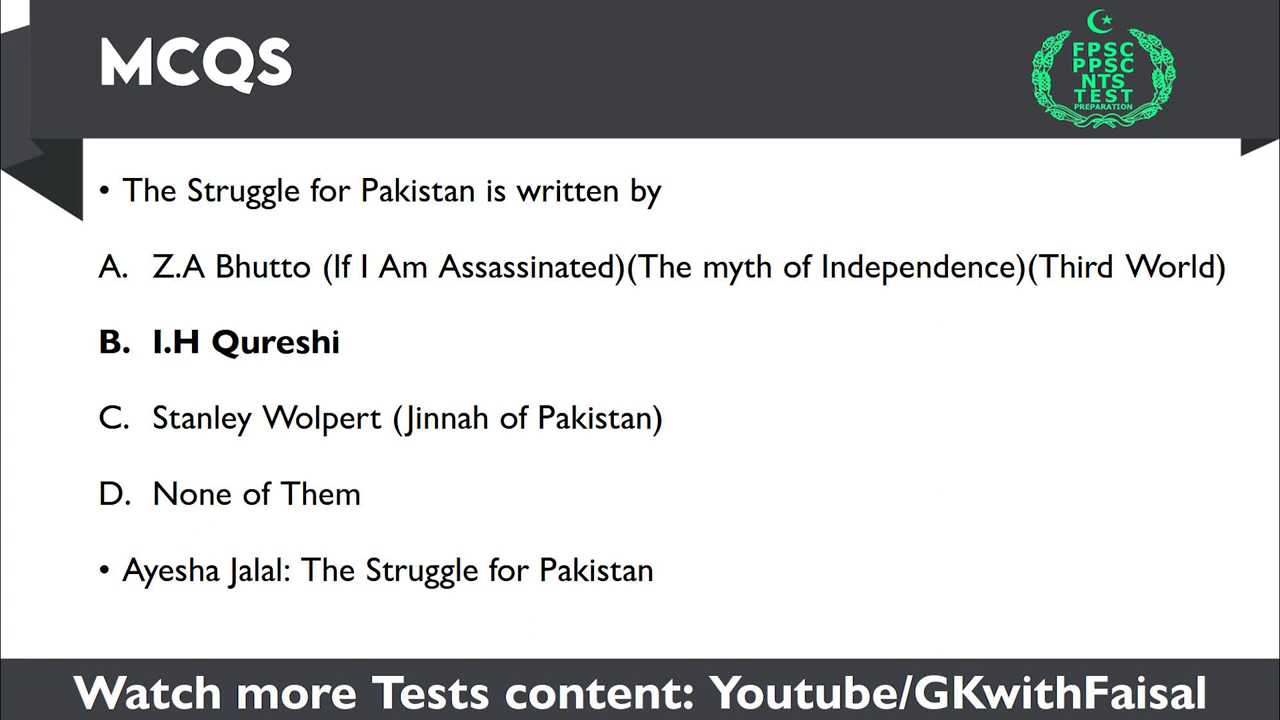 MCQS
FPSC
PPSC
NTS
TEST
PREPARATION
• The Struggle for Pakistan is written by
A. Z.A Bhutto (If I Am Assassinated)(The myth of Independence)(Third World)
B. I.H Qureshi
C. Stanley Wolpert (Jinnah of Pakistan)
D. None of Them
• Ayesha Jalal: The Struggle for Pakistan
Watch more Tests content: Youtube/GKwithFaisal